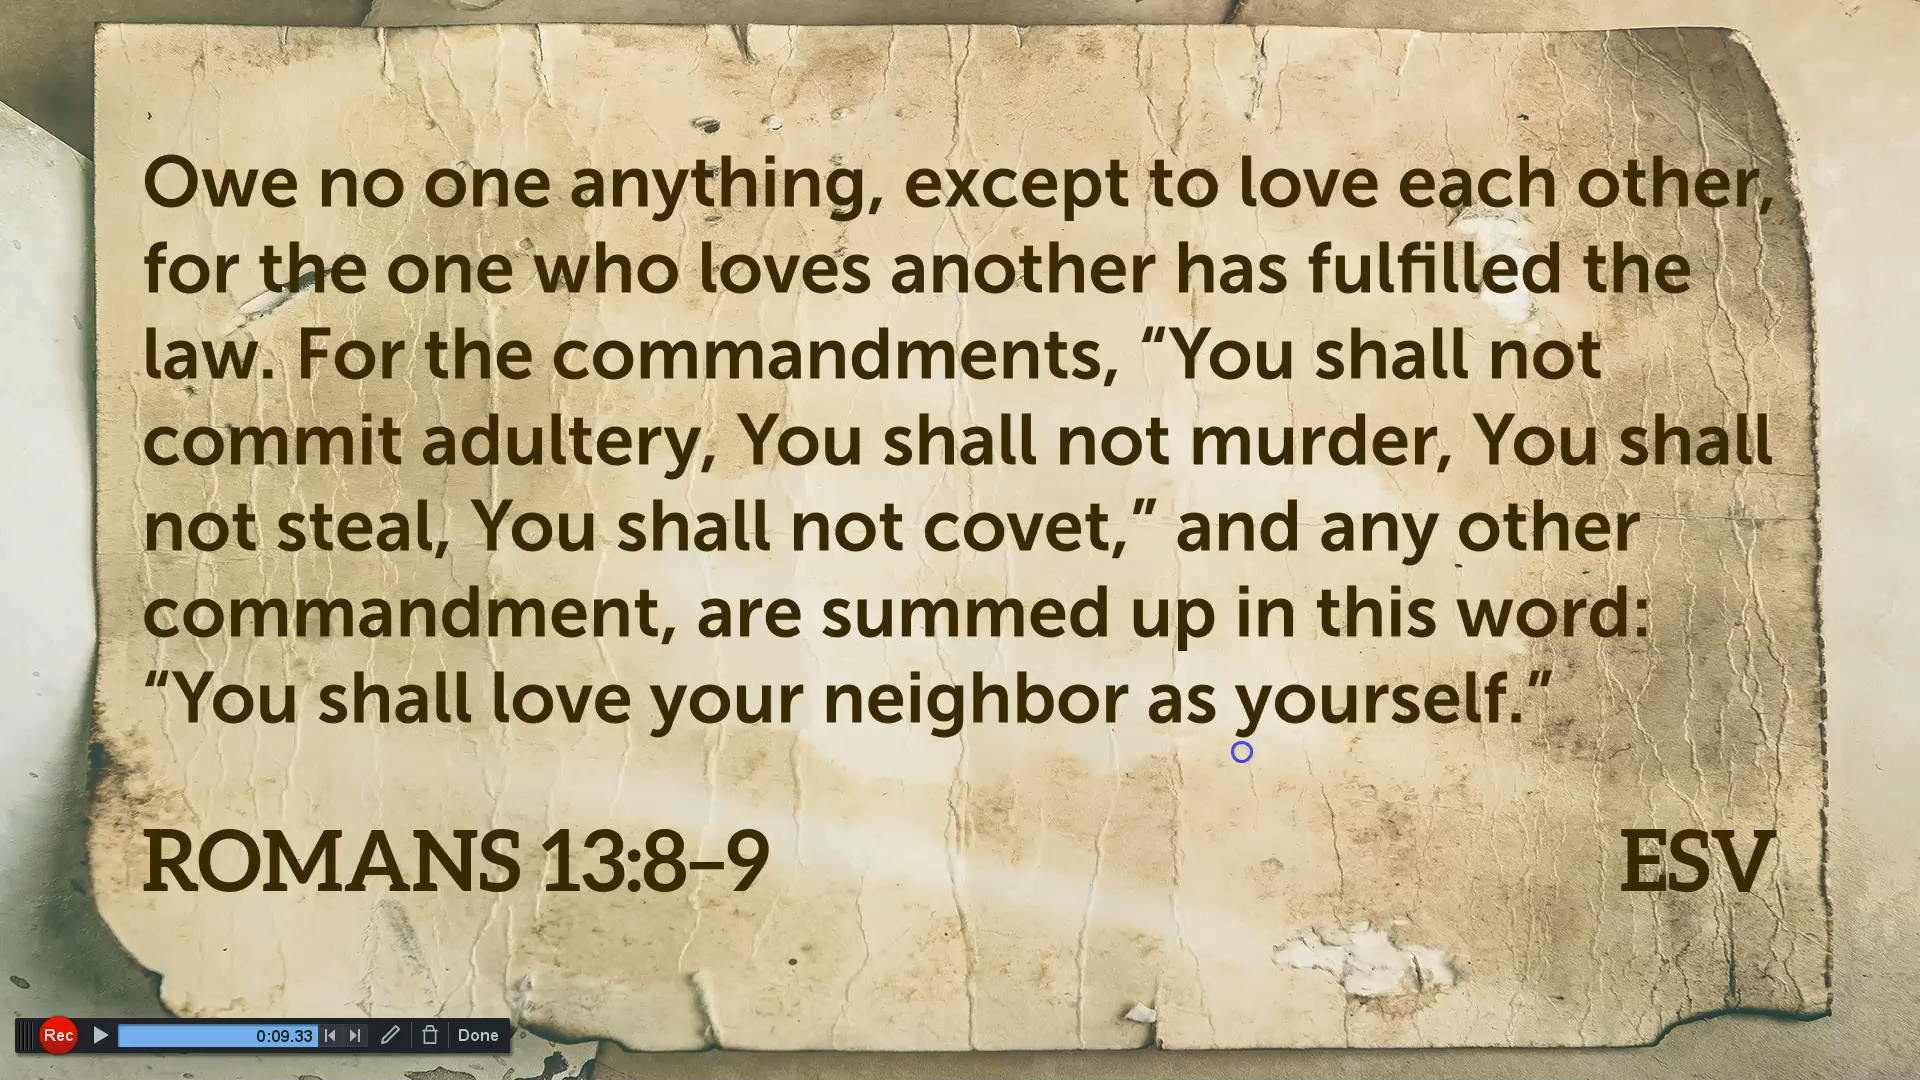 Owe no one anything, except to love each other,
for the one who loves another has fulfilled the
law. For the commandments, “You shall not
commit adultery, You shall not murder, You shall
not steal, You shall not covet,” and any other
commandment, are summed up in this word:
“You shall love your neighbor as yourself.”
ROMANS 13:8–9 ESV
Rec 0:09.33 Done